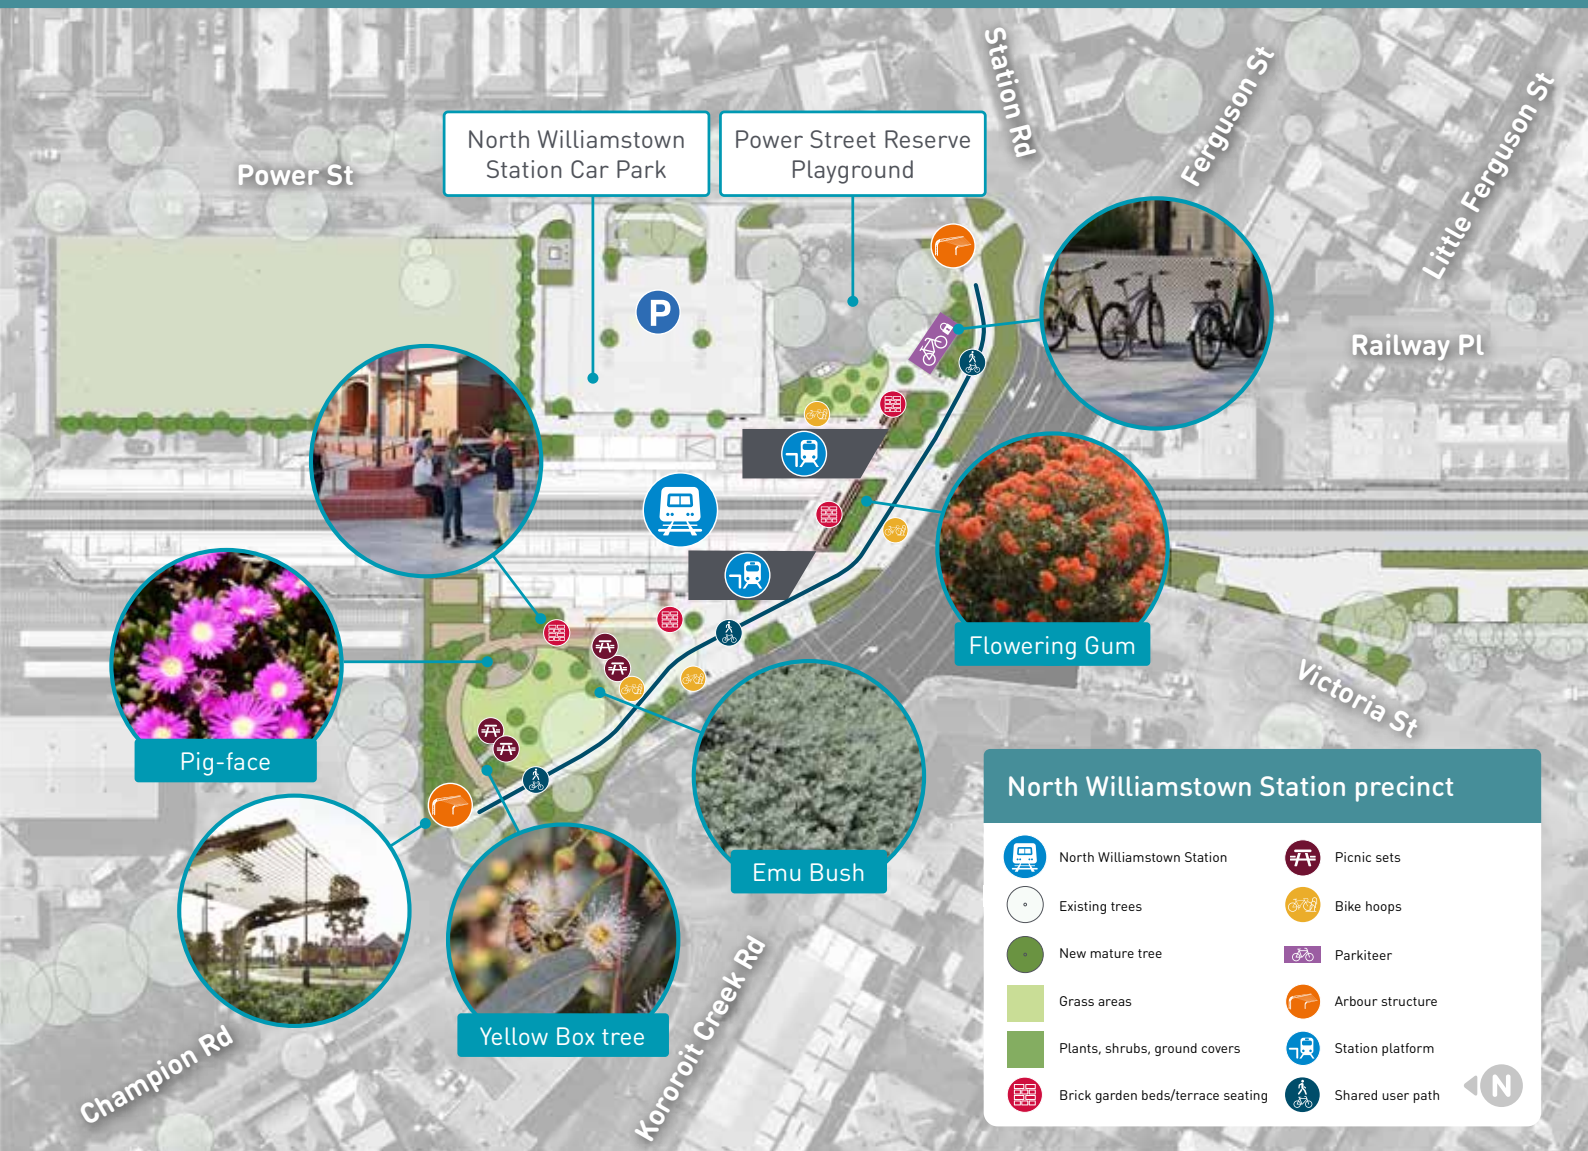 Station Rd
Ferguson St
Little Ferguson St
North Williamstown
Station Car Park
Power Street Reserve
Playground
Power St
P
Railway Pl
Flowering Gum
Victoria St
Pig-face
Emu Bush
Yellow Box tree
Champion Rd
Kororoit Creek Rd
North Williamstown Station precinct
North Williamstown Station
Existing trees
New mature tree
Grass areas
Plants, shrubs, ground covers
Brick garden beds/terrace seating
Picnic sets
Bike hoops
Parkiteer
Arbour structure
Station platform
Shared user path
N